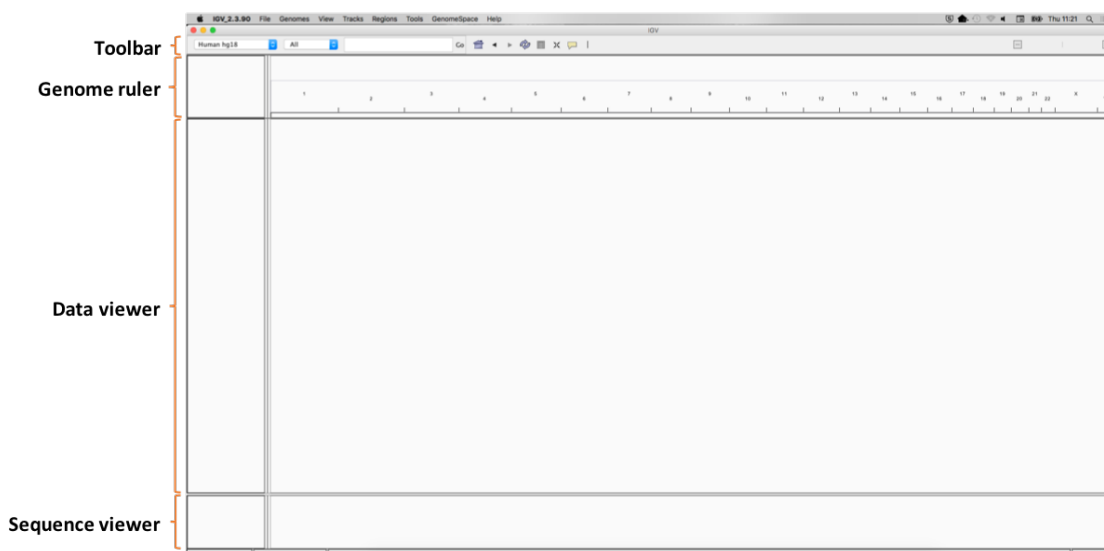 IGV_2.3.90 File Genomes View Tracks Regions Tools GenomeSpace Help Thu 11:21
IGV
Toolbar
Human hg18 All Go
Genome ruler
1 2 3 4 5 6 7 8 9 10 11 12 13 14 15 16 17 18 19 20 21 22 X
Data viewer
Sequence viewer